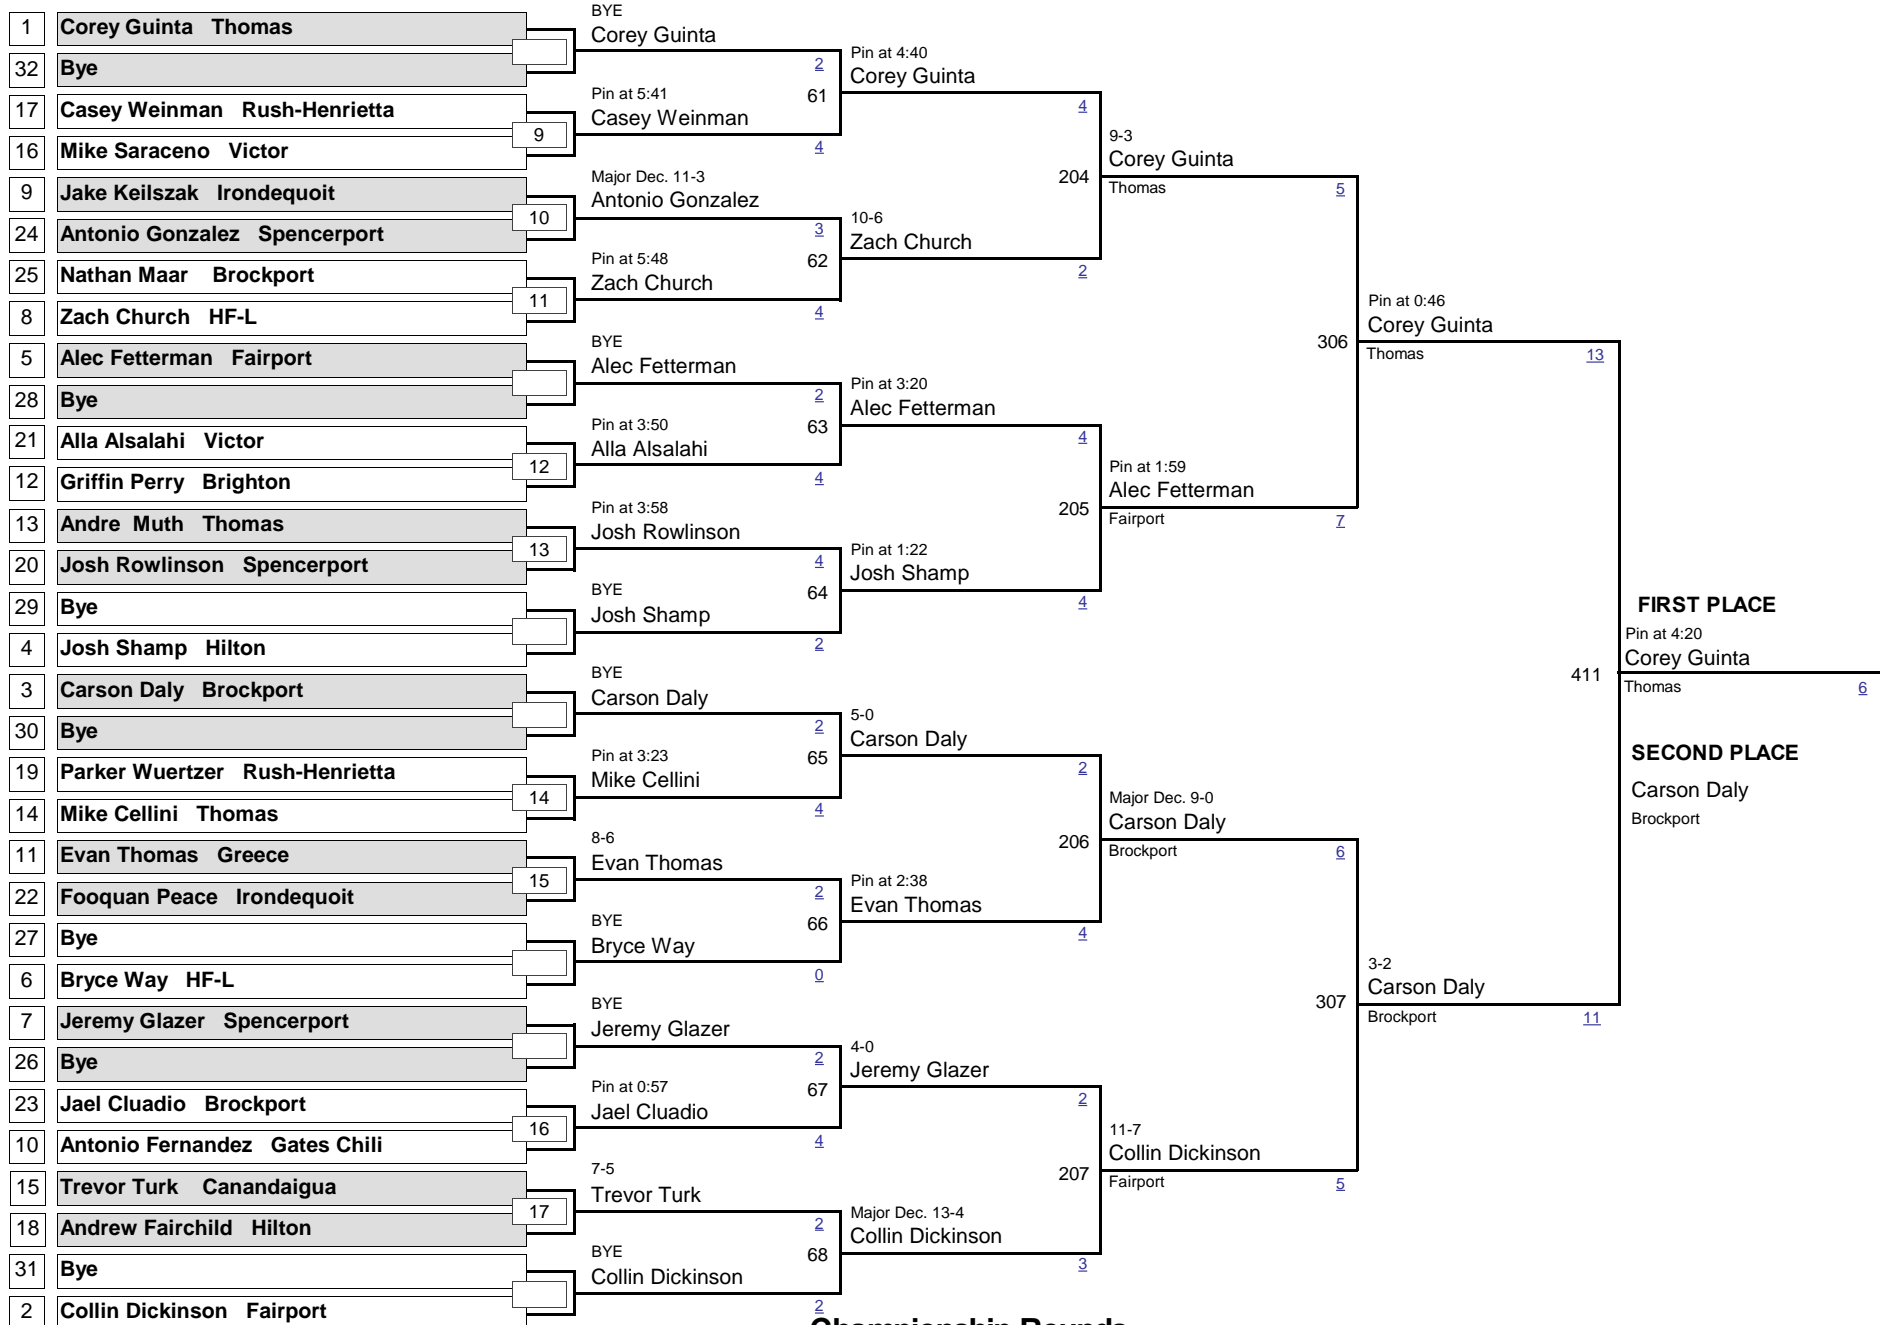 1 Corey Guinta Thomas
32 Bye
17 Casey Weinman Rush-Henrietta
9
16 Mike Saraceno Victor
9 Jake Keilszak Irondequoit
10
24 Antonio Gonzalez Spencerport
25 Nathan Maar Brockport
11
8 Zach Church HF-L
5 Alec Fetterman Fairport
28 Bye
21 Alla Alsalahi Victor
12
12 Griffin Perry Brighton
13 Andre Muth Thomas
13
20 Josh Rowlinson Spencerport
29 Bye
4 Josh Shamp Hilton
3 Carson Daly Brockport
30 Bye
19 Parker Wuertzer Rush-Henrietta
14
14 Mike Cellini Thomas
11 Evan Thomas Greece
15
22 Fooquan Peace Irondequoit
27 Bye
6 Bryce Way HF-L
7 Jeremy Glazer Spencerport
26 Bye
23 Jael Cluadio Brockport
16
10 Antonio Fernandez Gates Chili
15 Trevor Turk Canandaigua
17
18 Andrew Fairchild Hilton
31 Bye
2 Collin Dickinson Fairport
BYE
Corey Guinta
2
61
Pin at 5:41
Casey Weinman
4
Major Dec. 11-3
Antonio Gonzalez
3
62
Pin at 5:48
Zach Church
4
BYE
Alec Fetterman
2
63
Pin at 3:50
Alla Alsalahi
4
Pin at 3:58
Josh Rowlinson
4
64
BYE
Josh Shamp
2
BYE
Carson Daly
2
65
Pin at 3:23
Mike Cellini
4
8-6
Evan Thomas
2
66
BYE
Bryce Way
0
BYE
Jeremy Glazer
2
67
Pin at 0:57
Jael Cluadio
4
7-5
Trevor Turk
2
68
BYE
Collin Dickinson
2
Pin at 4:40
Corey Guinta
4
204
10-6
Zach Church
2
Pin at 3:20
Alec Fetterman
4
205
Pin at 1:22
Josh Shamp
4
5-0
Carson Daly
2
206
Pin at 2:38
Evan Thomas
4
4-0
Jeremy Glazer
2
207
Major Dec. 13-4
Collin Dickinson
3
9-3
Corey Guinta
Thomas 5
306
Pin at 1:59
Alec Fetterman
Fairport 7
Major Dec. 9-0
Carson Daly
Brockport 6
307
11-7
Collin Dickinson
Fairport 5
Pin at 0:46
Corey Guinta
Thomas 13
411
3-2
Carson Daly
Brockport 11
FIRST PLACE
Pin at 4:20
Corey Guinta
Thomas 6
SECOND PLACE
Carson Daly
Brockport
Championship Rounds